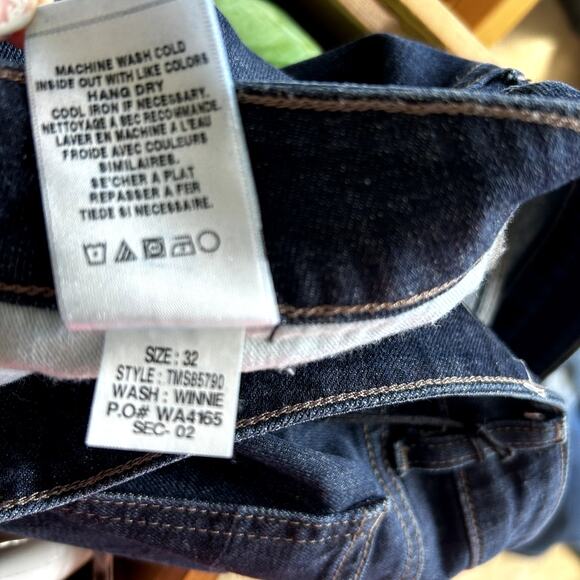 MACHINE WASH COLD
INSIDE OUT WITH LIKE COLORS
HANG DRY
COOL IRON IF NECESSARY.
NETTOYAGE A SEC RECOMMANDE.
LAVER EN MACHINE A L'EAU
FROIDE AVEC COULEURS
SIMILAIRES.
SE'CHER A PLAT
REPASSER A FER
TIEDE SI NECESSAIRE.
SIZE : 32
STYLE : TMS85790
WASH : WINNIE
P.O# WA4165
SEC- 02